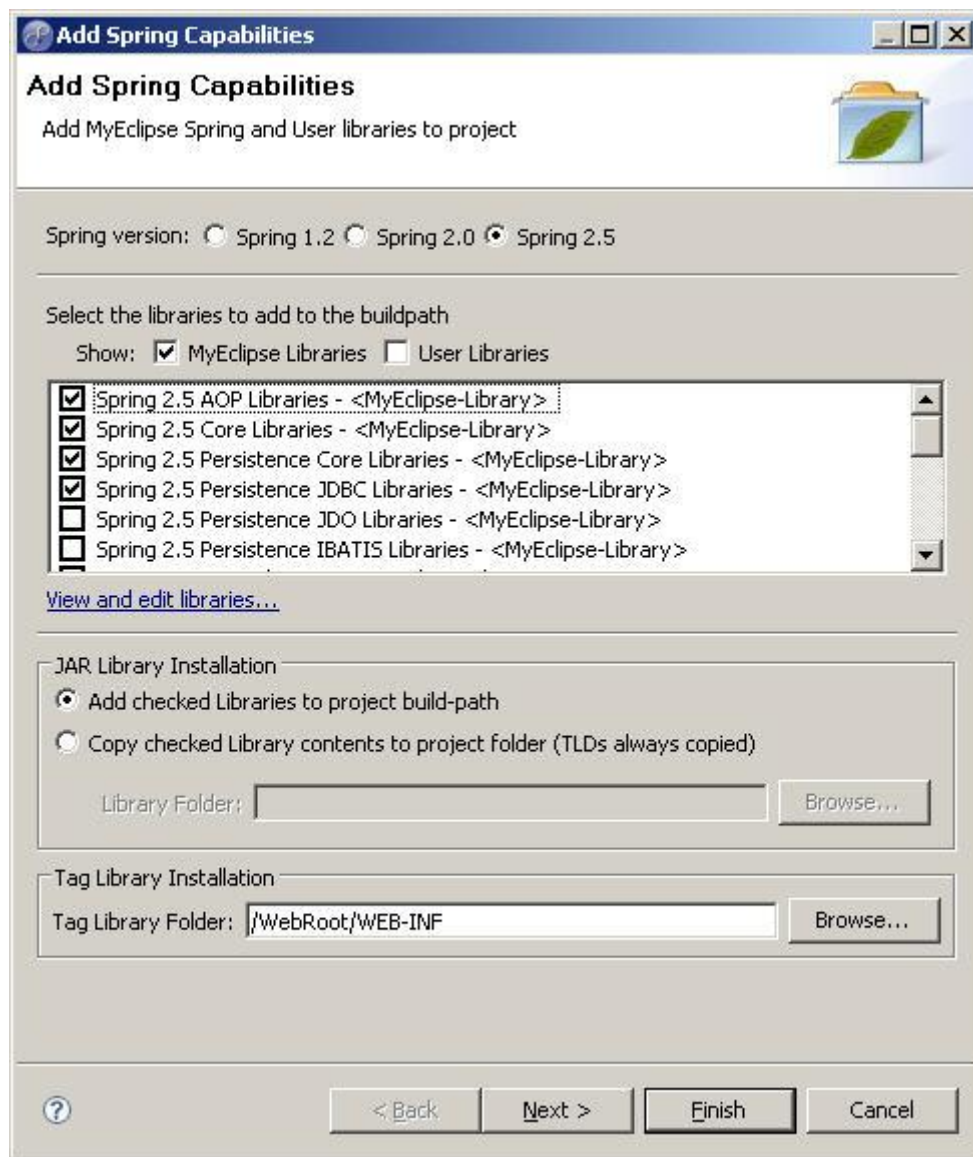 Add Spring Capabilities
Add Spring Capabilities
Add MyEclipse Spring and User libraries to project
Spring version: Spring 1.2 Spring 2.0 Spring 2.5
Select the libraries to add to the buildpath
Show: MyEclipse Libraries User Libraries
Spring 2.5 AOP Libraries - <MyEclipse-Library>
Spring 2.5 Core Libraries - <MyEclipse-Library>
Spring 2.5 Persistence Core Libraries - <MyEclipse-Library>
Spring 2.5 Persistence JDBC Libraries - <MyEclipse-Library>
Spring 2.5 Persistence JDO Libraries - <MyEclipse-Library>
Spring 2.5 Persistence IBATIS Libraries - <MyEclipse-Library>
View and edit libraries...
JAR Library Installation
Add checked Libraries to project build-path
Copy checked Library contents to project folder (TLDs always copied)
Library Folder: Browse...
Tag Library Installation
Tag Library Folder: /WebRoot/WEB-INF Browse...
? < Back Next > Finish Cancel